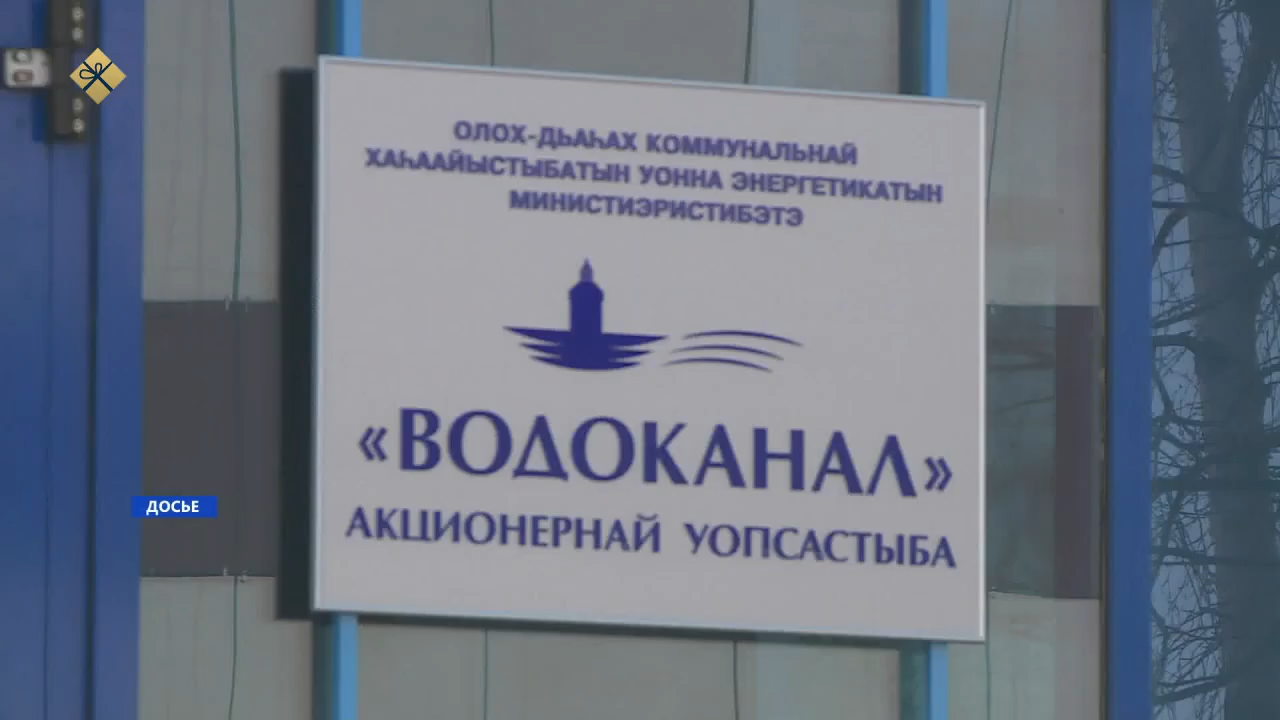 ОЛОХ-ДЬАҺАХ КОММУНАЛЬНАЙ
ХАҺААЙЫСТЫБАТЫН УОННА ЭНЕРГЕТИКАТЫН
МИНИСТИЭРИСТИБЭТЭ
«ВОДОКАНАЛ»
АКЦИОНЕРНАЙ УОПСАСТЫБА
ДОСЬЕ